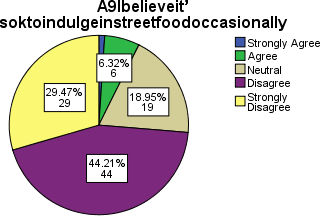 A9Ibelieveit’
soktoindulgeinstreetfoodoccasionally
Strongly Agree
Agree
Neutral
Disagree
Strongly
Disagree
6.32%
6
29.47%
29
18.95%
19
44.21%
44